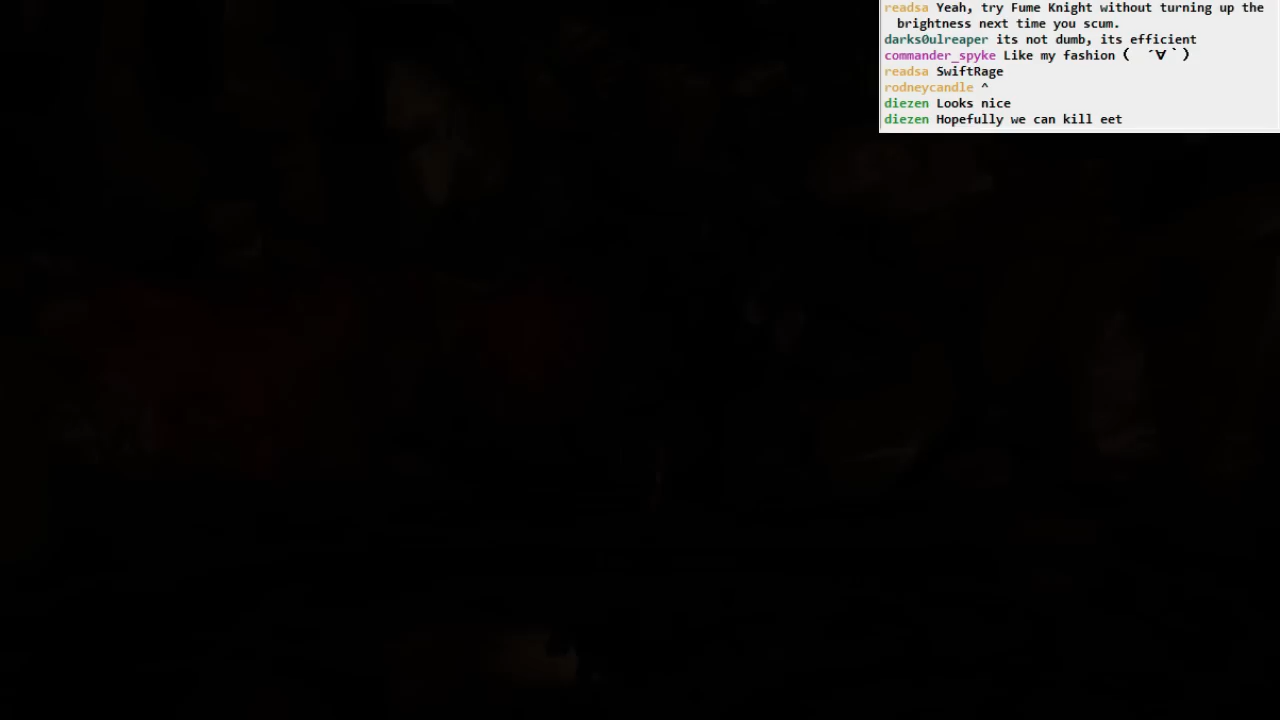 readsa Yeah, try Fume Knight without turning up the
brightness next time you scum.
darks0ulreaper its not dumb, its efficient
commander_spyke Like my fashion (  ´∀｀)
readsa SwiftRage
rodneycandle ^
diezen Looks nice
diezen Hopefully we can kill eet